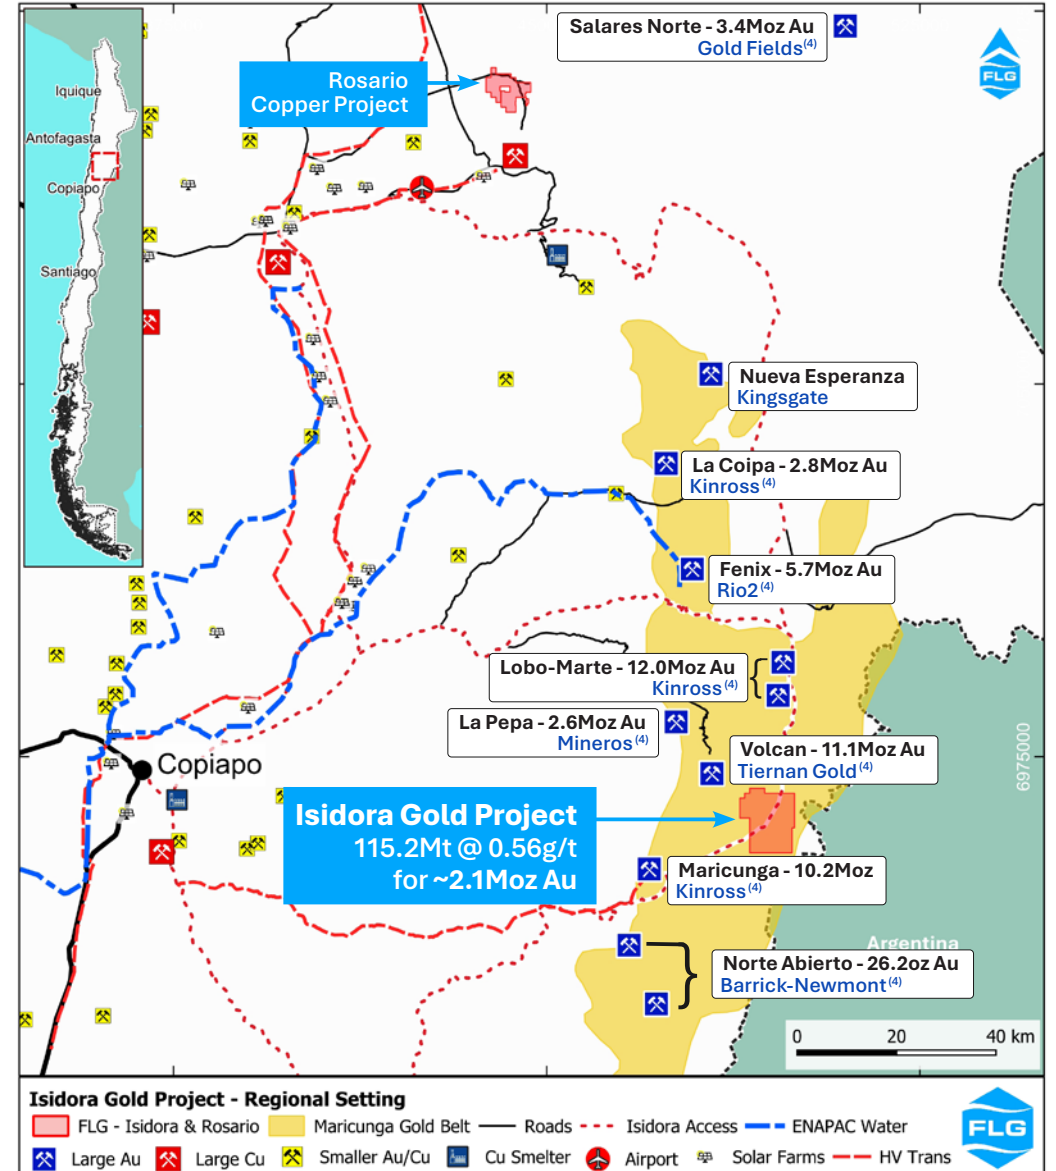 Salares Norte - 3.4Moz Au
Gold Fields(4)
FLG
Iquique
Antofagasta
Copiapo
Santiago
Rosario
Copper Project
Nueva Esperanza
Kingsgate
La Coipa - 2.8Moz Au
Kinross(4)
Fenix - 5.7Moz Au
Rio2(4)
Lobo-Marte - 12.0Moz Au
Kinross(4)
La Pepa - 2.6Moz Au
Mineros(4)
Volcan - 11.1Moz Au
Tiernan Gold(4)
6975000
Copiapo
Isidora Gold Project
115.2Mt @ 0.56g/t
for ~2.1Moz Au
Maricunga - 10.2Moz
Kinross(4)
Argentina
Norte Abierto - 26.2oz Au
Barrick-Newmont(4)
0 20 40 km
Isidora Gold Project - Regional Setting
FLG - Isidora & Rosario Maricunga Gold Belt Roads Isidora Access ENAPAC Water
Large Au Large Cu Smaller Au/Cu Cu Smelter Airport Solar Farms HV Trans
FLG